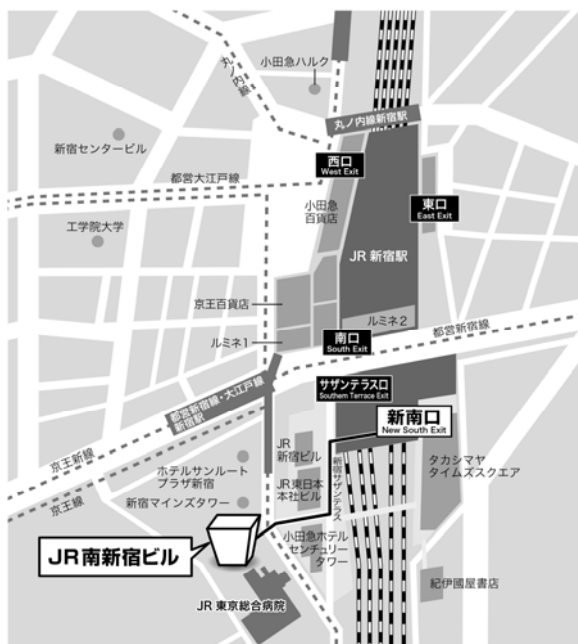 丸ノ内線
小田急ハルク
丸ノ内線新宿駅
新宿センタービル
西口
West Exit
都営大江戸線
小田急
百貨店
東口
East Exit
工学院大学
JR 新宿駅
京王百貨店
ルミネ2
都営新宿線
南口
South Exit
ルミネ1
サザンテラス口
Southern Terrace Exit
都営新宿線・大江戸線
新宿駅
新南口
New South Exit
京王新線
JR
新宿ビル
ホテルサンルート
プラザ新宿
タカシマヤ
タイムズスクエア
京王線
JR東日本
本社ビル
新宿サザンテラス
新宿マインズタワー
小田急ホテル
センチュリー
タワー
JR南新宿ビル
紀伊國屋書店
JR 東京総合病院